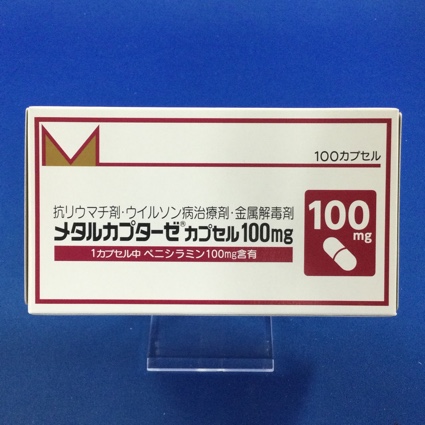 M
100カプセル
抗リウマチ剤・ウイルソン病治療剤・金属解毒剤
メタルカプターゼ®カプセル100mg
1カプセル中 ペニシラミン100mg含有
100
mg